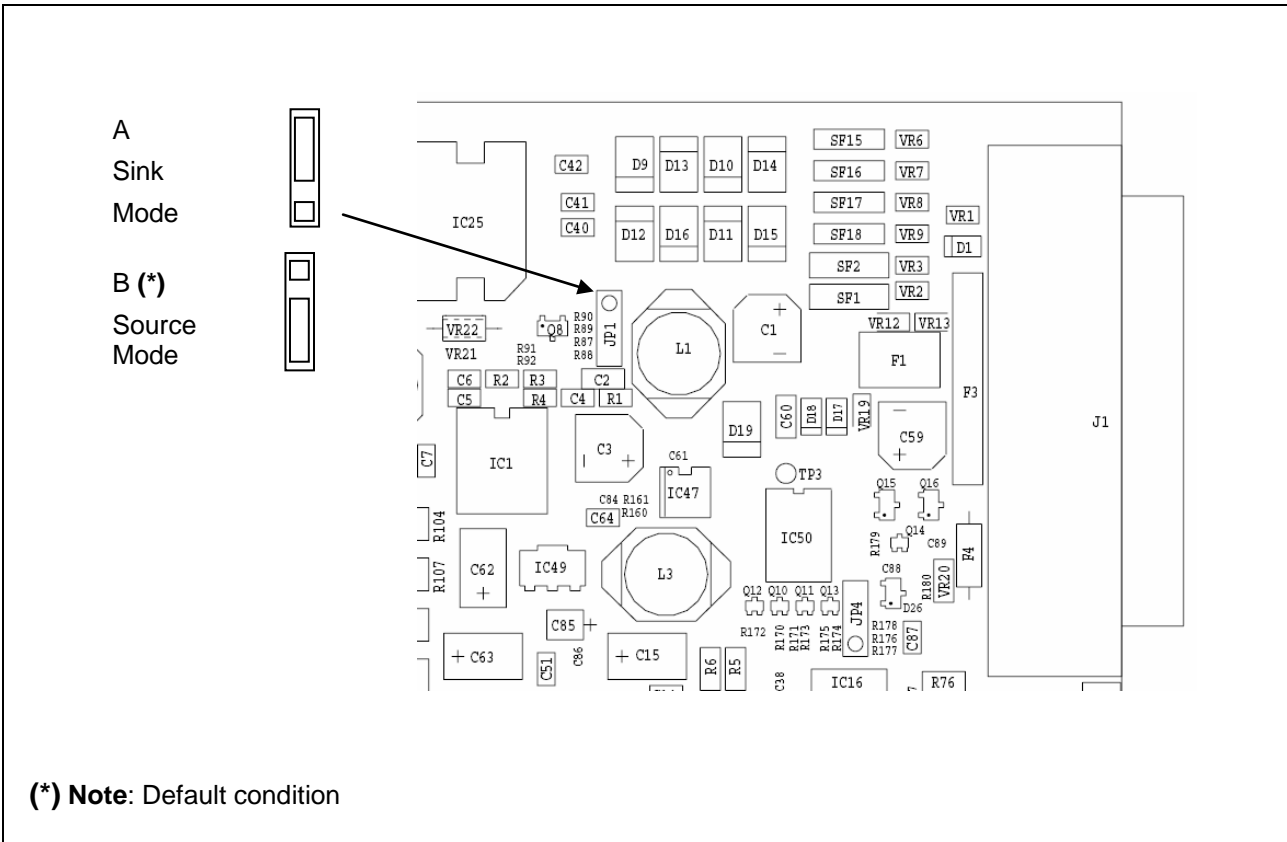 A
Sink
Mode
B (*)
Source
Mode
IC25
C42
C41
C40
D9
D13
D10
D14
D12
D16
D11
D15
SF15
VR6
SF16
VR7
SF17
VR8
SF18
VR9
SF2
VR3
SF1
VR2
VR1
D1
VR12
VR13
F1
F3
J1
VR22
VR21
Q8
R91
R92
R90
R89
R87
R88
JP1
L1
C1
C6
R2
R3
C2
C5
R4
C4
R1
IC1
C3
C7
C61
IC47
C84
R161
R160
C64
D19
C60
D18
D17
VR19
C59
TP3
IC50
Q15
Q16
Q14
R179
C89
F4
R104
R107
C62
IC49
L3
C88
D26
R180
VR20
Q12
Q10
Q11
Q13
R172
R170
R171
R173
R175
R174
JP4
R178
R176
R177
C87
C85
C86
C63
C51
C15
R6
R5
C38
IC16
R76
(*) Note: Default condition